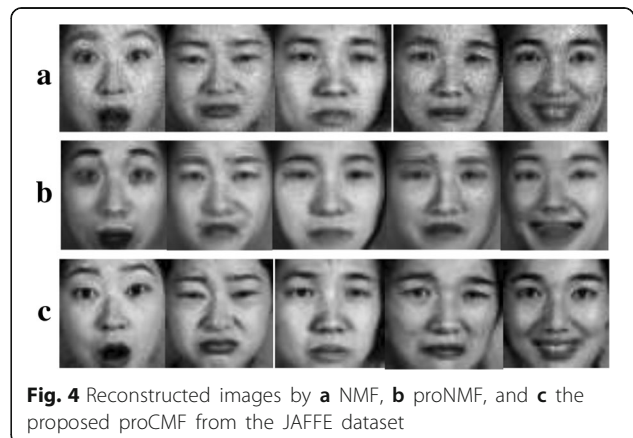 a
b
c
Fig. 4 Reconstructed images by a NMF, b proNMF, and c the
proposed proCMF from the JAFFE dataset